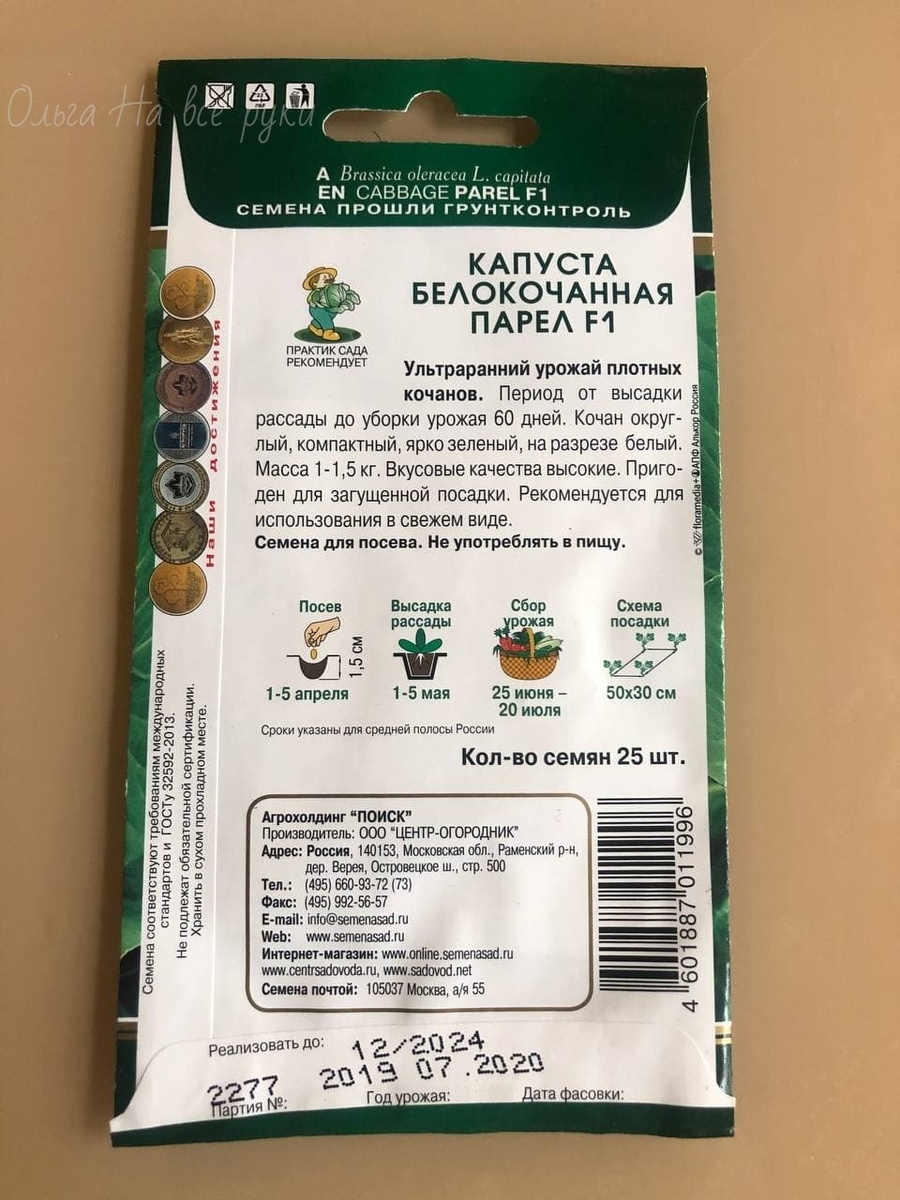 Ольга На все руки
А Brassica oleracea L. capitata
EN CABBAGE PAREL F1
СЕМЕНА ПРОШЛИ ГРУНТКОНТРОЛЬ
КАПУСТА
БЕЛОКОЧАННАЯ
ПАРЕЛ F1
ПРАКТИК САДА
РЕКОМЕНДУЕТ
Ультраранний урожай плотных
кочанов. Период от высадки
рассады до уборки урожая 60 дней. Кочан округ-
лый, компактный, ярко зеленый, на разрезе белый.
Масса 1-1,5 кг. Вкусовые качества высокие. Приго-
ден для загущенной посадки. Рекомендуется для
использования в свежем виде.
Семена для посева. Не употреблять в пищу.
Наши достижения
© floramedia+ АПФ Алькор Россия
Посев
1,5 см
1-5 апреля
Высадка
рассады
1-5 мая
Сбор
урожая
25 июня –
20 июля
Схема
посадки
50х30 см
Сроки указаны для средней полосы России
Кол-во семян 25 шт.
Семена соответствуют требованиям международных
стандартов и ГОСТу 32592-2013.
Не подлежат обязательной сертификации.
Хранить в сухом прохладном месте.
Агрохолдинг “ПОИСК”
Производитель: ООО “ЦЕНТР-ОГОРОДНИК”
Адрес: Россия, 140153, Московская обл., Раменский р-н,
дер. Верея, Островецкое ш., стр. 500
Тел.: (495) 660-93-72 (73)
Факс: (495) 992-56-57
E-mail: info@semenasad.ru
Web: www.semenasad.ru
Интернет-магазин: www.online.semenasad.ru
www.centrsadovoda.ru, www.sadovod.net
Семена почтой: 105037 Москва, а/я 55
4 601887 011996
Реализовать до: 12/2024
2277 2019 07.2020
Партия №: Год урожая: Дата фасовки: